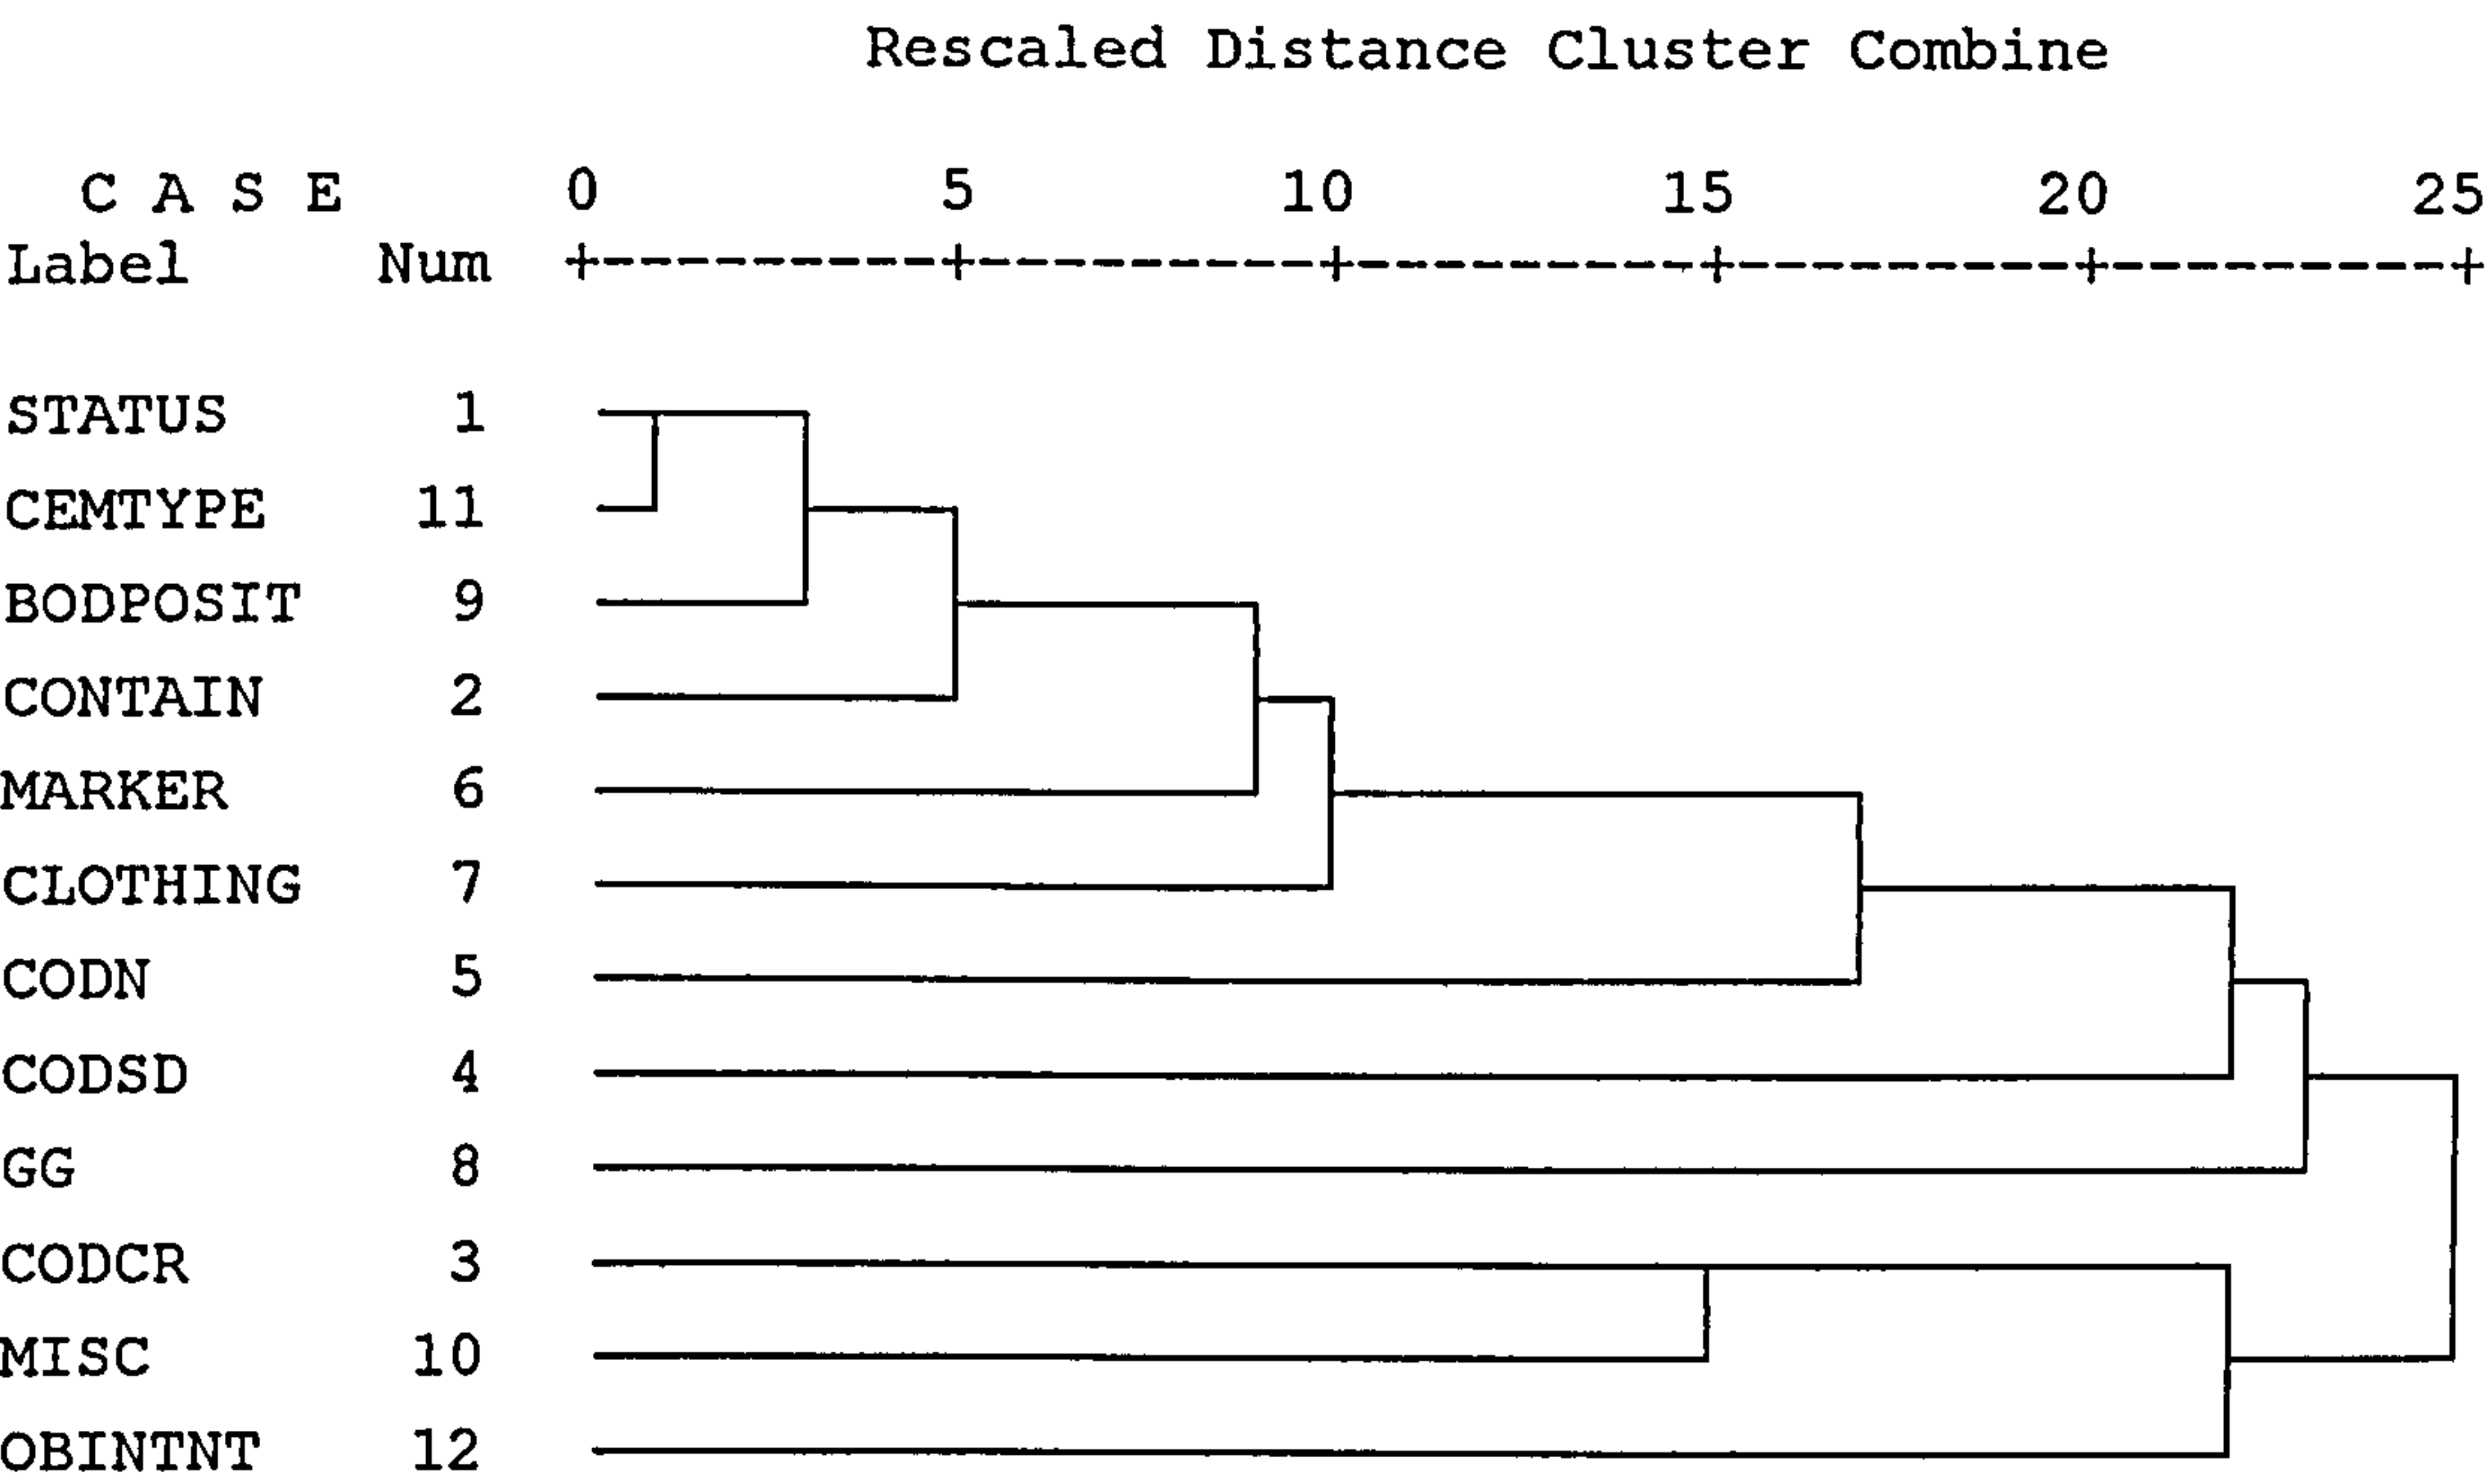 Rescaled Distance Cluster Combine
C A S E 0 5 10 15 20 25
Label Num +---------+---------+---------+---------+---------+
STATUS 1
CEMTYPE 11
BODPOSIT 9
CONTAIN 2
MARKER 6
CLOTHING 7
CODN 5
CODSD 4
GG 8
CODCR 3
MISC 10
OBINTNT 12